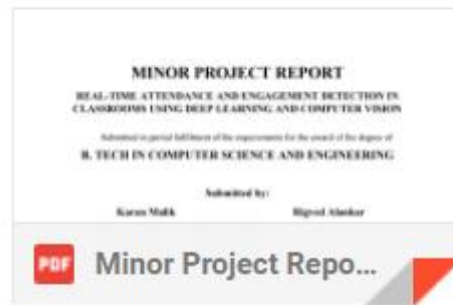 MINOR PROJECT REPORT
REAL-TIME ATTENDANCE AND ENGAGEMENT DETECTION IN
CLASSROOMS USING DEEP LEARNING AND COMPUTER VISION
Submitted in partial fulfillment of the requirements for the award of the degree of
B. TECH IN COMPUTER SCIENCE AND ENGINEERING
Submitted by:
Karan Malik
PDF Minor Project Repo...